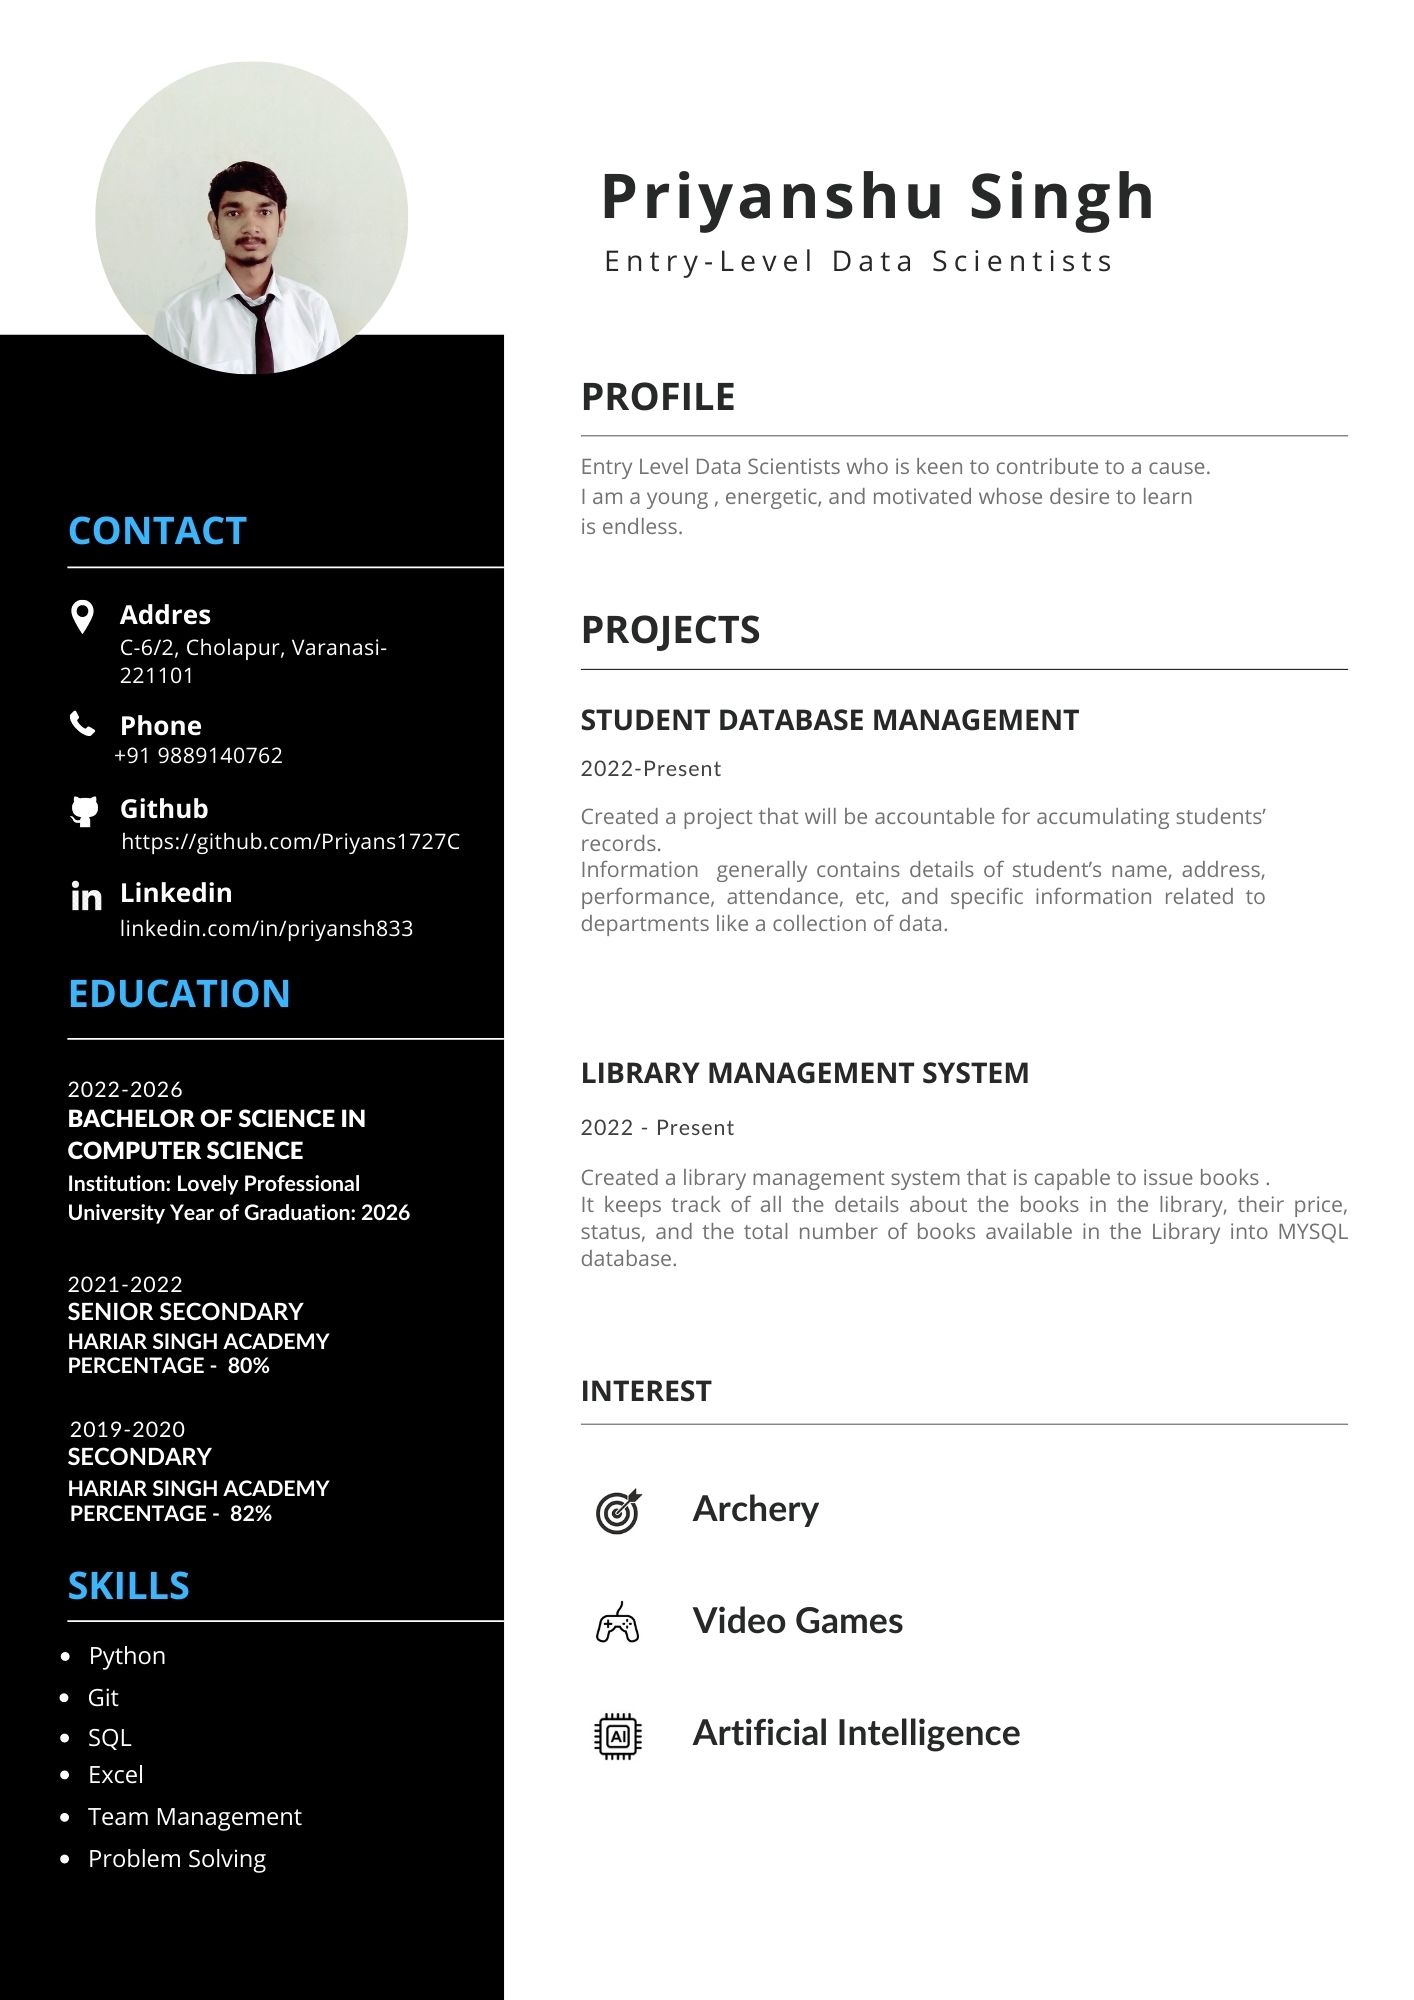 Priyanshu Singh
Entry-Level Data Scientists
CONTACT
Addres
C-6/2, Cholapur, Varanasi-
221101
Phone
+91 9889140762
Github
https://github.com/Priyans1727C
Linkedin
linkedin.com/in/priyansh833
EDUCATION
2022-2026
BACHELOR OF SCIENCE IN
COMPUTER SCIENCE
Institution: Lovely Professional
University Year of Graduation: 2026
2021-2022
SENIOR SECONDARY
HARIAR SINGH ACADEMY
PERCENTAGE - 80%
2019-2020
SECONDARY
HARIAR SINGH ACADEMY
PERCENTAGE - 82%
SKILLS
• Python
• Git
• SQL
• Excel
• Team Management
• Problem Solving
PROFILE
Entry Level Data Scientists who is keen to contribute to a cause.
I am a young , energetic, and motivated whose desire to learn
is endless.
PROJECTS
STUDENT DATABASE MANAGEMENT
2022-Present
Created a project that will be accountable for accumulating students’
records.
Information generally contains details of student’s name, address,
performance, attendance, etc, and specific information related to
departments like a collection of data.
LIBRARY MANAGEMENT SYSTEM
2022 - Present
Created a library management system that is capable to issue books .
It keeps track of all the details about the books in the library, their price,
status, and the total number of books available in the Library into MYSQL
database.
INTEREST
Archery
Video Games
AI
Artificial Intelligence